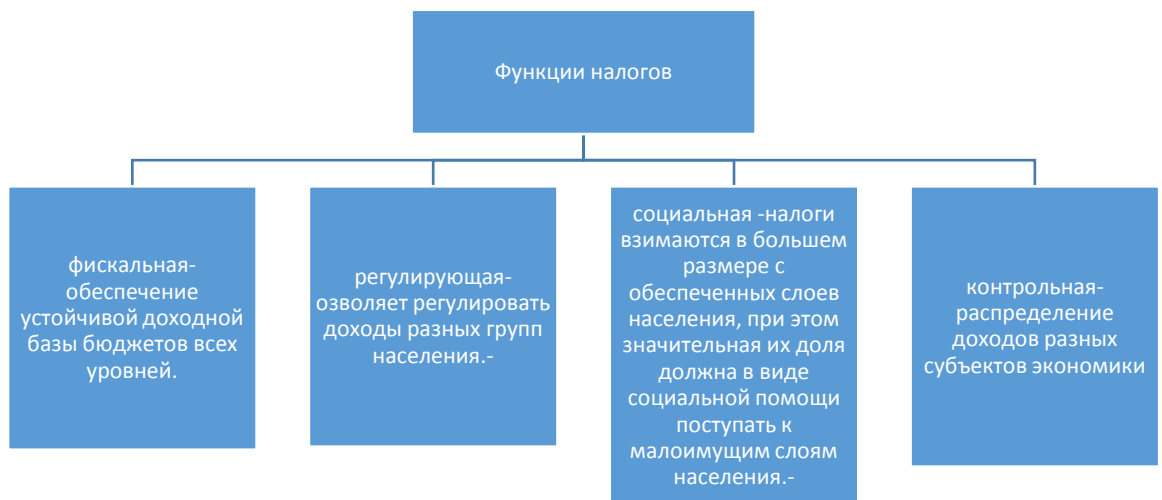 Функции налогов
фискальная-
обеспечение
устойчивой доходной
базы бюджетов всех
уровней.
регулирующая-
озволяет регулировать
доходы разных групп
населения.-
социальная -налоги
взимаются в большем
размере с
обеспеченных слоев
населения, при этом
значительная их доля
должна в виде
социальной помощи
поступать к
малоимущим слоям
населения.-
контрольная-
распределение
доходов разных
субъектов экономики